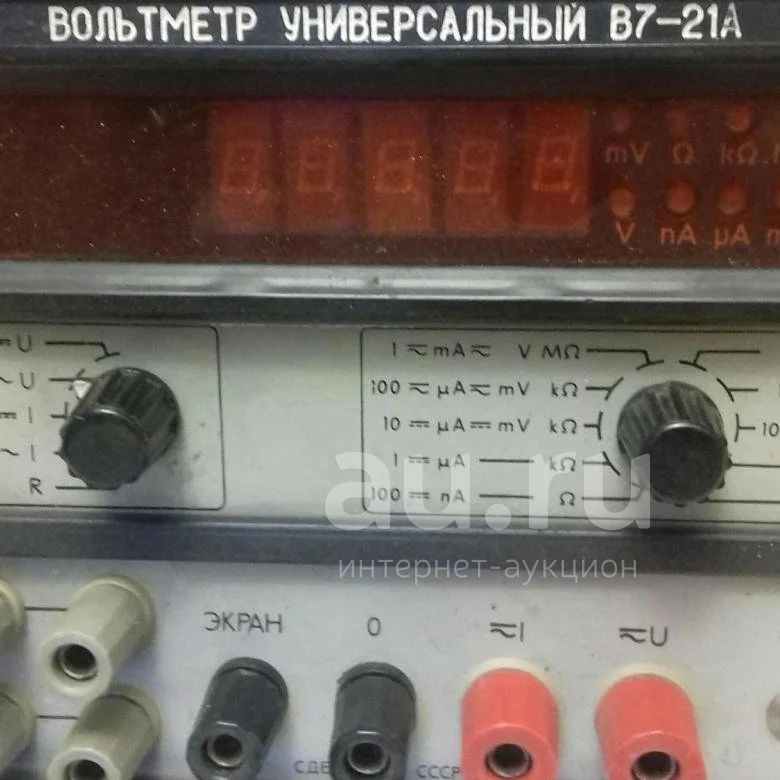 ВОЛЬТМЕТР УНИВЕРСАЛЬНЫЙ В7-21А
mV Ω kΩ
V nA μA
⎓U
~U
⎓I
~I
R
1 ≂ mA ≂ V MΩ
100 ≂ μA ≂ mV kΩ
10 ⎓ μA ⎓ mV kΩ
10
1 ⎓ μA kΩ
100 ⎓ nA Ω
au.ru
интернет-аукцион
ЭКРАН 0 ≂I ≂U
СССР